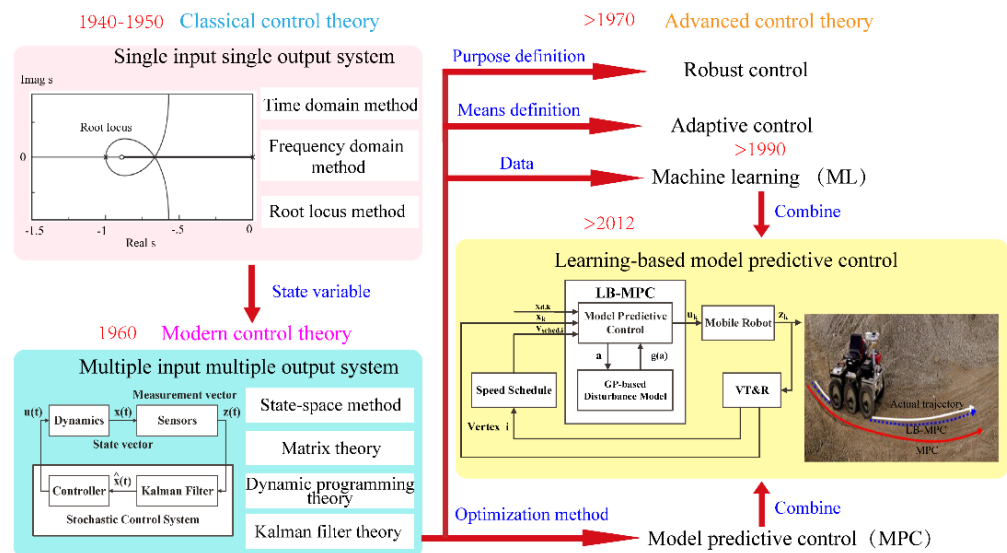 1940-1950 Classical control theory
Single input single output system
Imag s
Root locus
0
-1.5 -1 -.5 0
Real s
Time domain method
Frequency domain
method
Root locus method
State variable
1960 Modern control theory
Multiple input multiple output system
Measurement vector
u(t) x(t) z(t)
Dynamics Sensors
State vector
x̂(t)
Controller Kalman Filter
Stochastic Control System
State-space method
Matrix theory
Dynamic programming
theory
Kalman filter theory
>1970 Advanced control theory
Purpose definition
Robust control
Means definition
Adaptive control
>1990
Data
Machine learning （ML）
Combine
>2012
Learning-based model predictive control
LB-MPC
xd,k
xk
vsched,i
Model Predictive
Control
uk
Mobile Robot
zk
a g(a)
GP-based
Disturbance Model
Speed Schedule
VT&R
Vertex i
Actual trajectory
LB-MPC
MPC
Combine
Optimization method
Model predictive control（MPC）